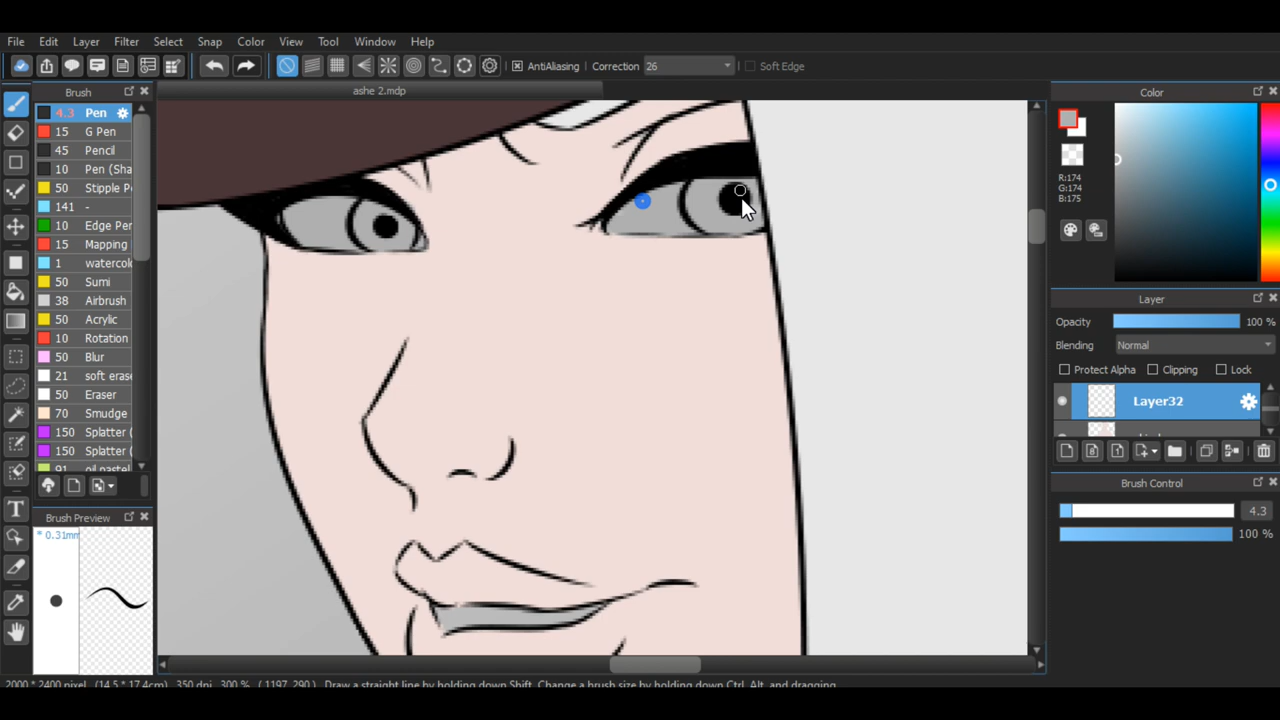 File Edit Layer Filter Select Snap Color View Tool Window Help
AntiAliasing Correction 26 Soft Edge
Brush
ashe 2.mdp
4.3 Pen
15 G Pen
45 Pencil
10 Pen (Sha
50 Stipple P
141 -
10 Edge Pen
15 Mapping
1 watercolo
50 Sumi
38 Airbrush
50 Acrylic
10 Rotation
50 Blur
21 soft erase
50 Eraser
70 Smudge
150 Splatter (
150 Splatter (
91 oil pastel
Brush Preview
* 0.31mm
Color
R:174
G:174
B:175
Layer
Opacity 100 %
Blending Normal
Protect Alpha Clipping Lock
Layer32
Brush Control
4.3
100 %
2000 * 2400 pixel (14.5 * 17.4cm) 350 dpi 300 % ( 1197, 290 ) Draw a straight line by holding down Shift, Change a brush size by holding down Ctrl, Alt, and dragging